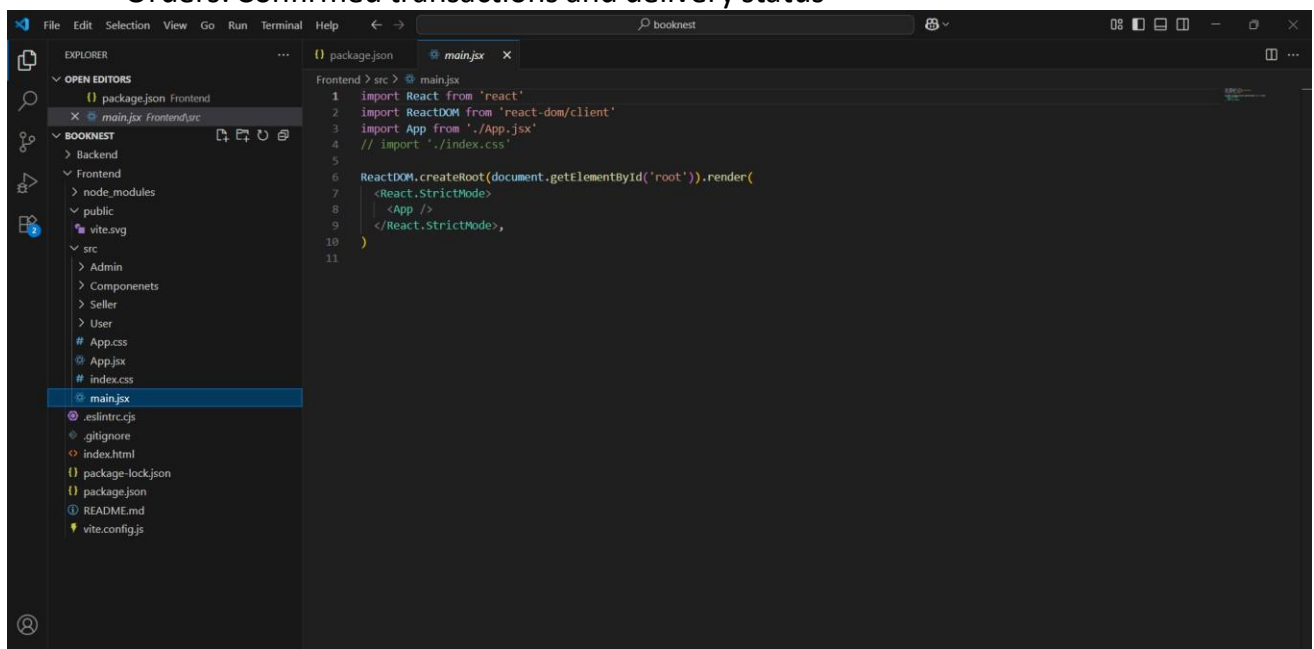 Orders: Confirmed transactions and delivery status
File Edit Selection View Go Run Terminal Help
booknest
EXPLORER
package.json
main.jsx
OPEN EDITORS
package.json Frontend
main.jsx Frontend\src
BOOKNEST
Backend
Frontend
node_modules
public
vite.svg
src
Admin
Componenets
Seller
User
App.css
App.jsx
index.css
main.jsx
.eslintrc.cjs
.gitignore
index.html
package-lock.json
package.json
README.md
vite.config.js
2
Frontend > src > main.jsx
1 import React from 'react'
2 import ReactDOM from 'react-dom/client'
3 import App from './App.jsx'
4 // import './index.css'
5
6 ReactDOM.createRoot(document.getElementById('root')).render(
7 <React.StrictMode>
8 <App />
9 </React.StrictMode>,
10 )
11